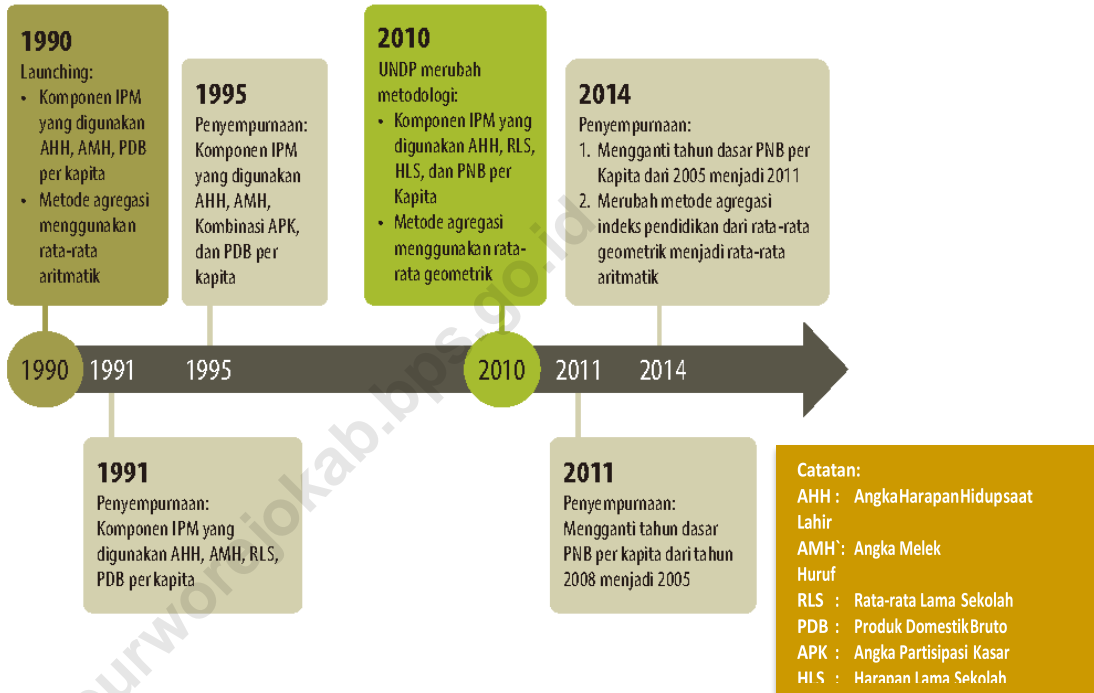 1990
Launching:
• Komponen IPM
yang digunakan
AHH, AMH, PDB
per kapita
• Metode agregasi
menggunakan
rata-rata
aritmatik
1995
Penyempurnaan:
Komponen IPM
yang digunakan
AHH, AMH,
Kombinasi APK,
dan PDB per
kapita
2010
UNDP merubah
metodologi:
• Komponen IPM yang
digunakan AHH, RLS,
HLS, dan PNB per
Kapita
• Metode agregasi
menggunakan rata-
rata geometrik
2014
Penyempurnaan:
1. Mengganti tahun dasar PNB per
Kapita dari 2005 menjadi 2011
2. Merubah metode agregasi
indeks pendidikan dari rata-rata
geometrik menjadi rata-rata
aritmatik
1990 1991 1995 2010 2011 2014
1991
Penyempurnaan:
Komponen IPM yang
digunakan AHH, AMH, RLS,
PDB per kapita
2011
Penyempurnaan:
Mengganti tahun dasar
PNB per kapita dari tahun
2008 menjadi 2005
Catatan:
AHH : AngkaHarapanHidupsaat
Lahir
AMH`: Angka Melek
Huruf
RLS : Rata-rata Lama Sekolah
PDB : Produk DomestikBruto
APK : Angka Partisipasi Kasar
HLS : Harapan Lama Sekolah
purworejokab.bps.go.id